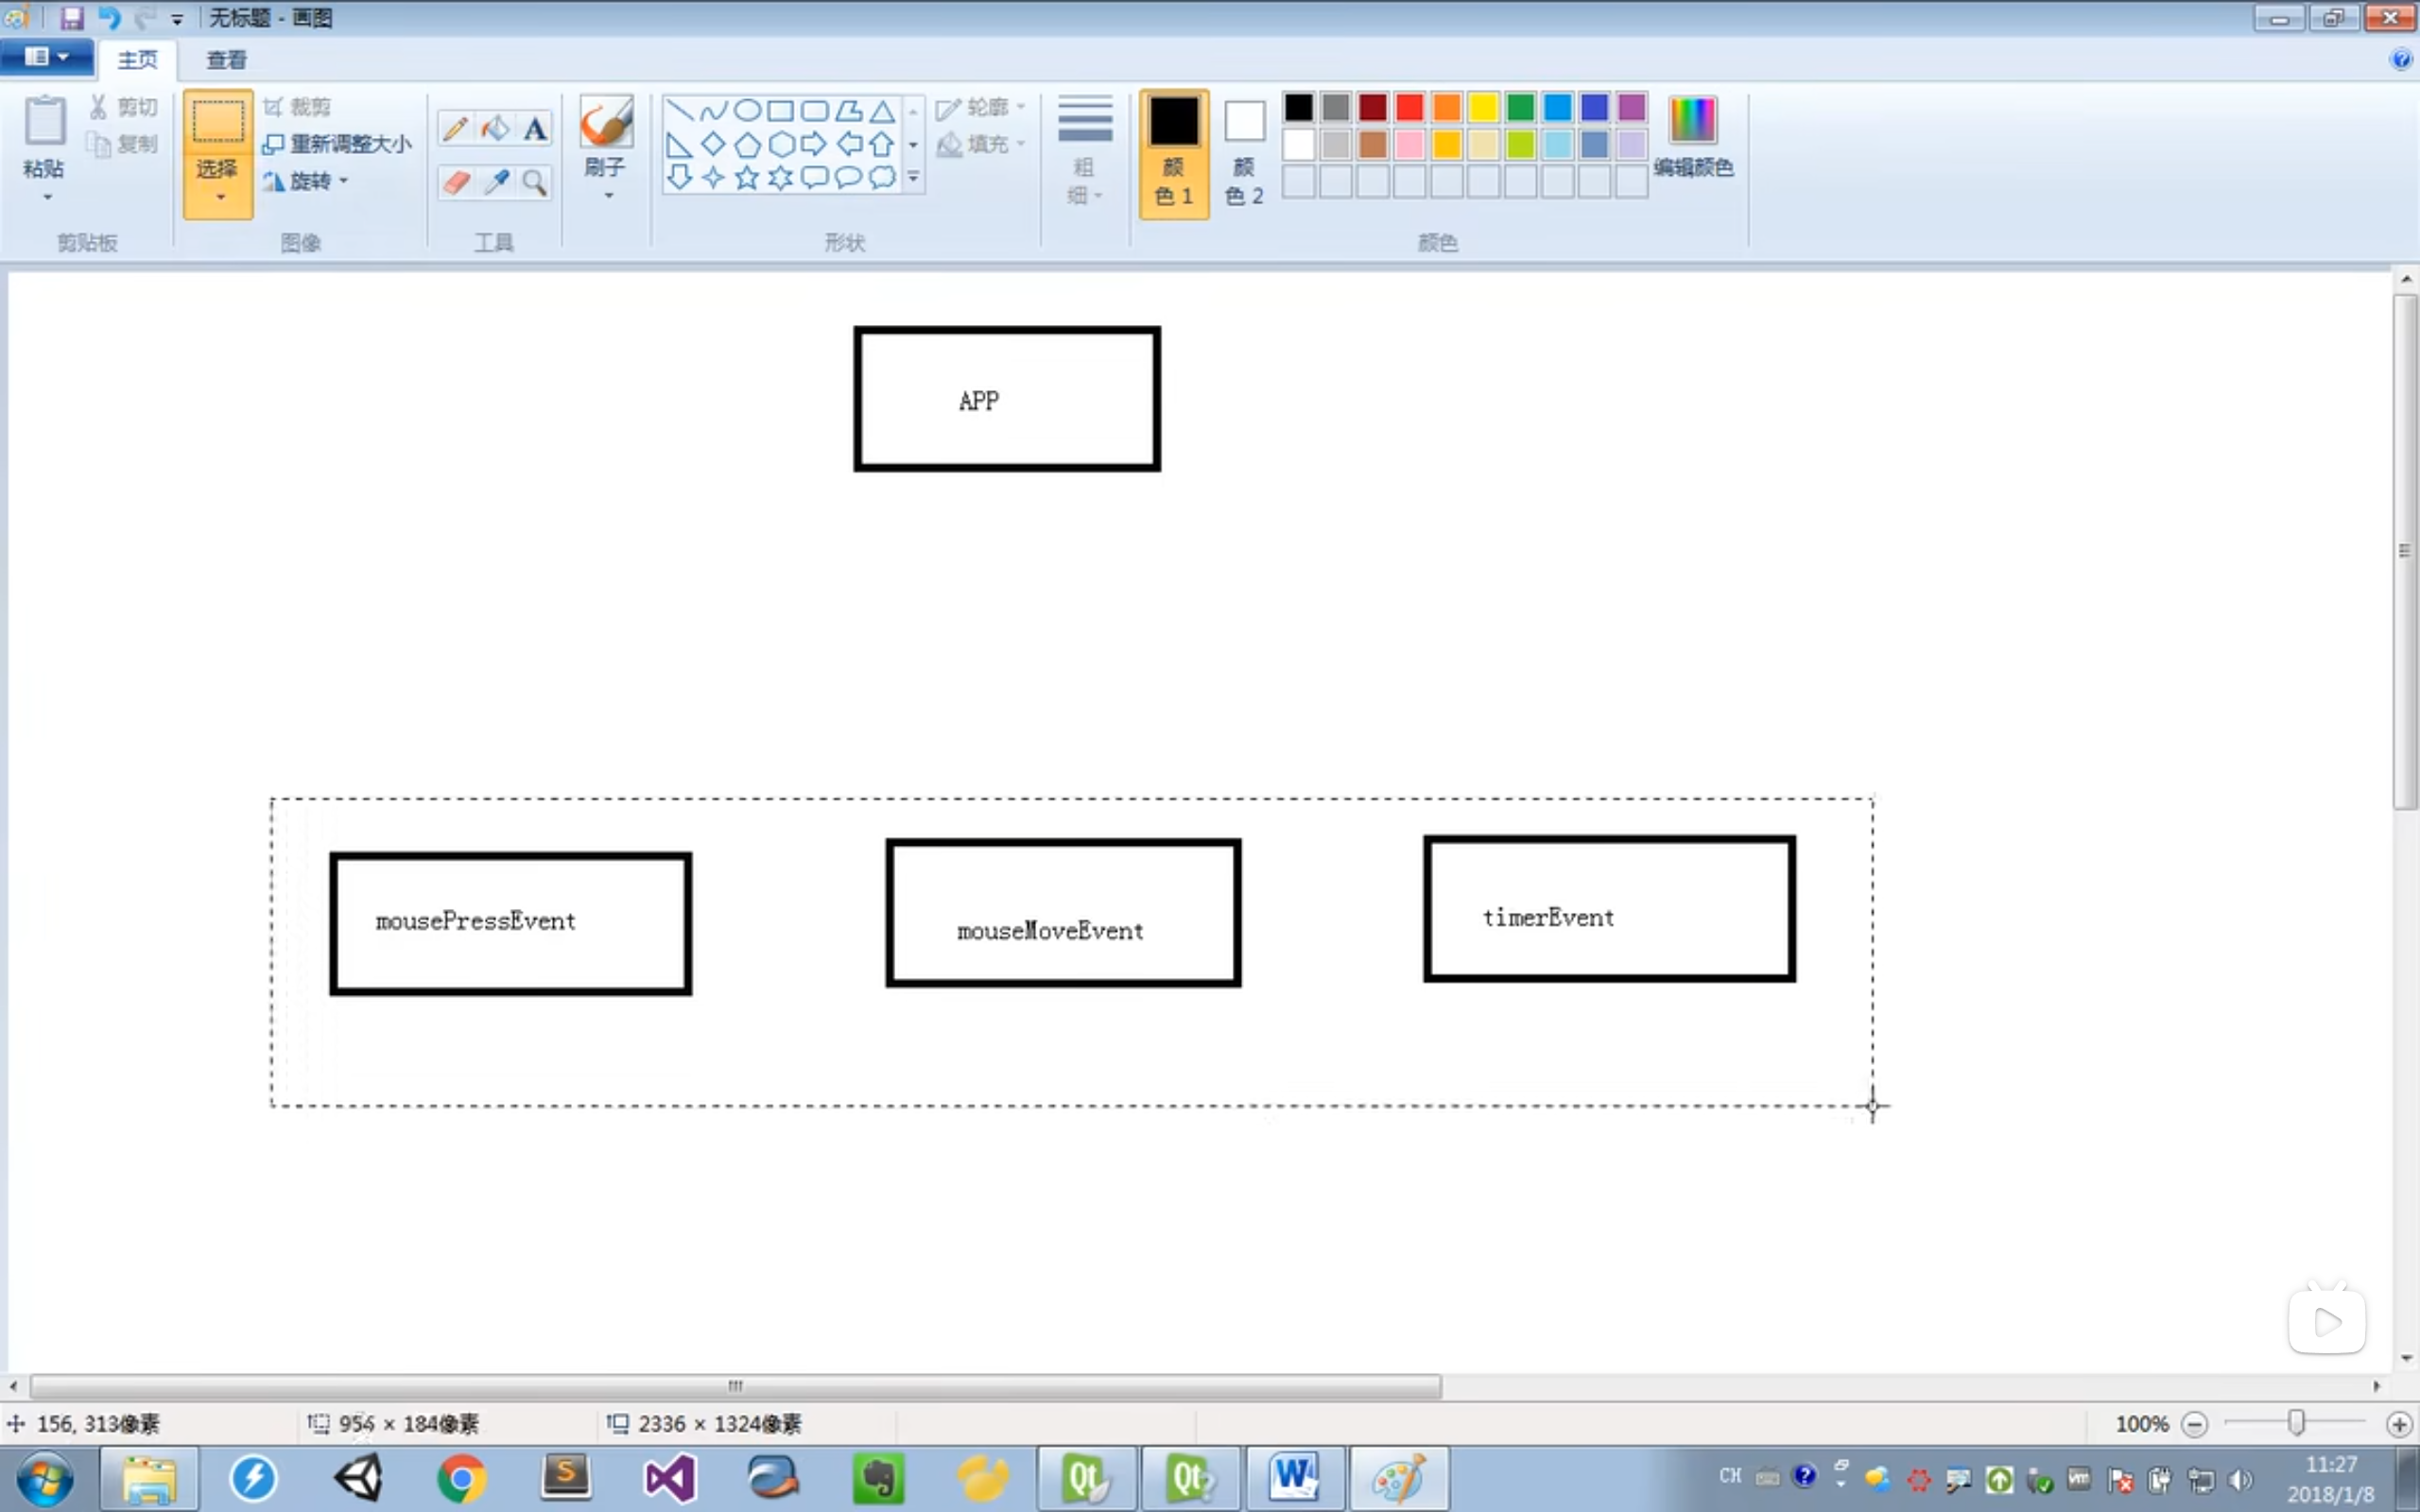 无标题 - 画图
主页 查看
粘贴
剪切
复制
剪贴板
选择
裁剪
重新调整大小
旋转
图像
A
工具
刷子
轮廓
填充
形状
粗
细
颜
色 1
颜
色 2
编辑颜色
颜色
APP
mousePressEvent
mouseMoveEvent
timerEvent
156, 313像素
954 × 184像素
2336 × 1324像素
100%
CH
11:27
2018/1/8